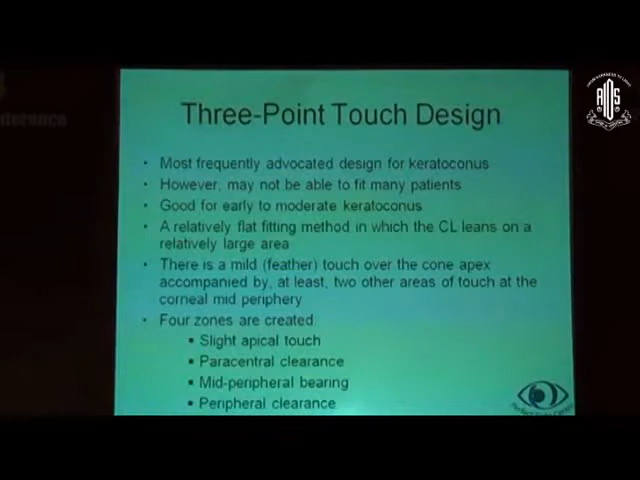 Three-Point Touch Design
• Most frequently advocated design for keratoconus
• However, may not be able to fit many patients
• Good for early to moderate keratoconus
• A relatively flat fitting method in which the CL leans on a
relatively large area
• There is a mild (feather) touch over the cone apex
accompanied by, at least, two other areas of touch at the
corneal mid periphery
• Four zones are created
▪ Slight apical touch
▪ Paracentral clearance
▪ Mid-peripheral bearing
▪ Peripheral clearance
AIOS